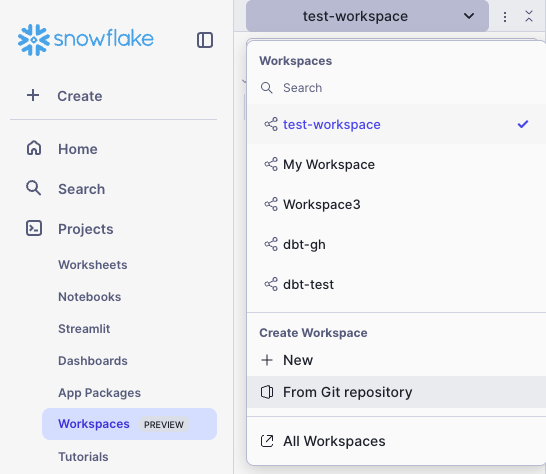 snowflake
Create
Home
Search
Projects
Worksheets
Notebooks
Streamlit
Dashboards
App Packages
Workspaces PREVIEW
Tutorials
test-workspace
Workspaces
Search
test-workspace
My Workspace
Workspace3
dbt-gh
dbt-test
Create Workspace
New
From Git repository
All Workspaces